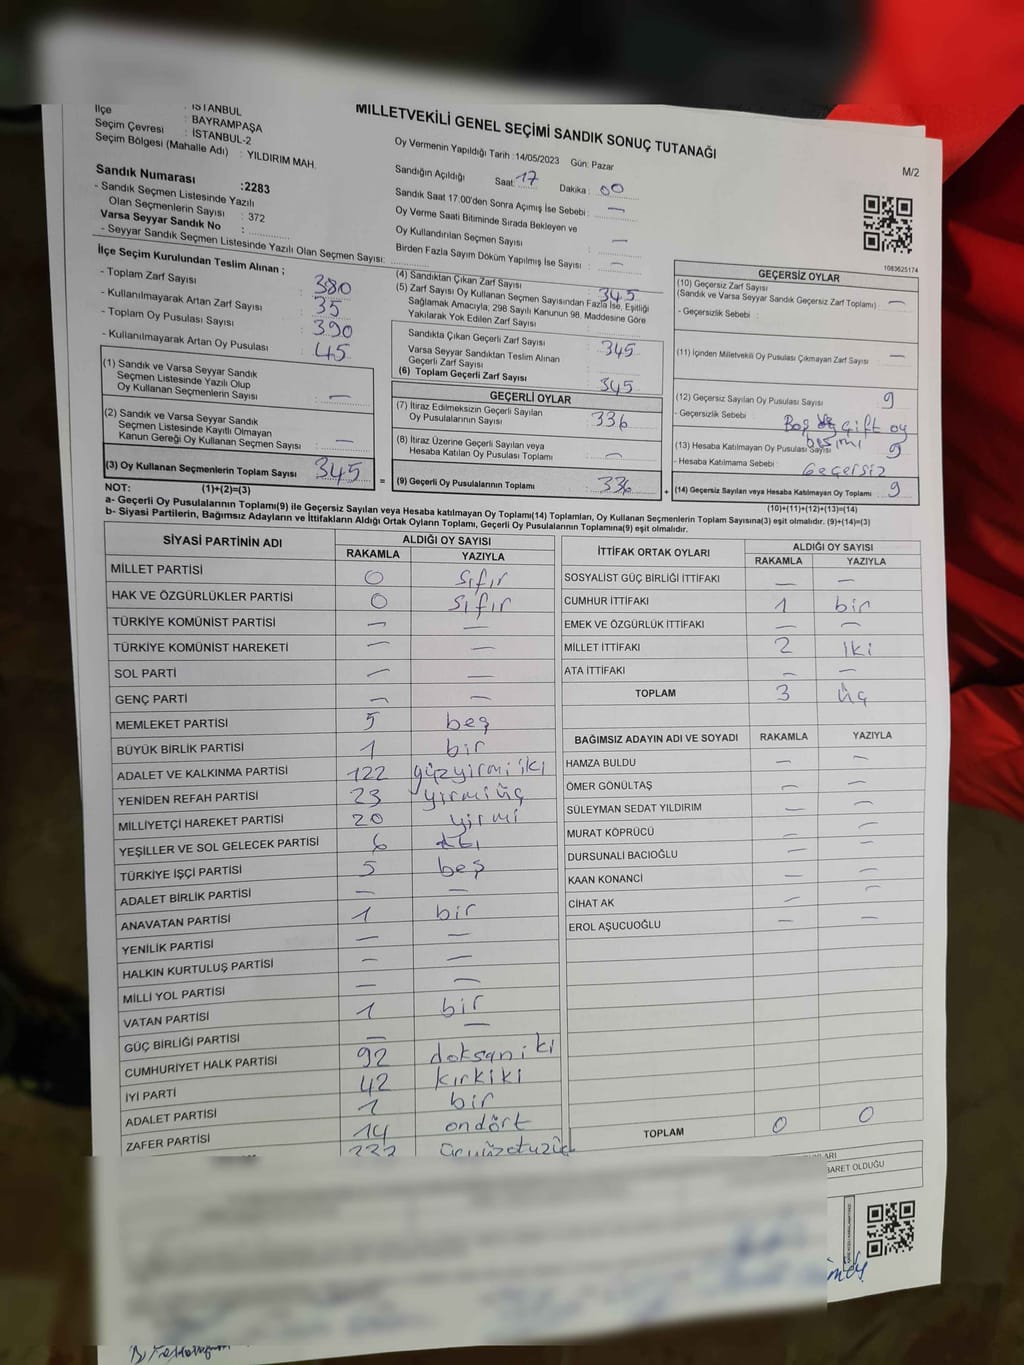 MİLLETVEKİLİ GENEL SEÇİMİ SANDIK SONUÇ TUTANAĞI
M/2
İSTANBUL
İlçe : BAYRAMPAŞA
Seçim Çevresi : İSTANBUL-2
Seçim Bölgesi (Mahalle Adı) : YILDIRIM MAH.
Sandık Numarası :2283
- Sandık Seçmen Listesinde Yazılı
Olan Seçmenlerin Sayısı : 372
Varsa Seyyar Sandık No :
- Seyyar Sandık Seçmen Listesinde Yazılı Olan Seçmen Sayısı:
Oy Vermenin Yapıldığı Tarih :14/05/2023 Gün: Pazar
Sandığın Açıldığı Saat: 17 Dakika: 00
Sandık Saat 17:00'den Sonra Açımış İse Sebebi : —
Oy Verme Saati Bitiminde Sırada Bekleyen ve
Oy Kullandırılan Seçmen Sayısı : —
Birden Fazla Sayım Döküm Yapılmış İse Sayısı : —
1083625174
İlçe Seçim Kurulundan Teslim Alınan ;
- Toplam Zarf Sayısı : 380
- Kullanılmayarak Artan Zarf Sayısı : 35
- Toplam Oy Pusulası Sayısı : 390
- Kullanılmayarak Artan Oy Pusulası : 45
(1) Sandık ve Varsa Seyyar Sandık
Seçmen Listesinde Yazılı Olup
Oy Kullanan Seçmenlerin Sayısı : —
(2) Sandık ve Varsa Seyyar Sandık
Seçmen Listesinde Kayıtlı Olmayan
Kanun Gereği Oy Kullanan Seçmen Sayısı : —
(3) Oy Kullanan Seçmenlerin Toplam Sayısı : 345
(1)+(2)=(3)
(4) Sandıktan Çıkan Zarf Sayısı : 345
(5) Zarf Sayısı Oy Kullanan Seçmen Sayısından Fazla İse, Eşitliği
Sağlamak Amacıyla, 298 Sayılı Kanunun 98. Maddesine Göre
Yakılarak Yok Edilen Zarf Sayısı :
Sandıkta Çıkan Geçerli Zarf Sayısı : 345
Varsa Seyyar Sandıktan Teslim Alınan
Geçerli Zarf Sayısı :
(6) Toplam Geçerli Zarf Sayısı : 345
GEÇERLİ OYLAR
(7) İtiraz Edilmeksizin Geçerli Sayılan
Oy Pusulalarının Sayısı : 336
(8) İtiraz Üzerine Geçerli Sayılan veya
Hesaba Katılan Oy Pusulası Toplamı : —
= (9) Geçerli Oy Pusulalarının Toplamı : 336
GEÇERSİZ OYLAR
(10) Geçersiz Zarf Sayısı
(Sandık ve Varsa Seyyar Sandık Geçersiz Zarf Toplamı) : —
- Geçersizlik Sebebi :
(11) İçinden Milletvekili Oy Pusulası Çıkmayan Zarf Sayısı : —
(12) Geçersiz Sayılan Oy Pusulası Sayısı : 9
- Geçersizlik Sebebi : Boş çift oy
(13) Hesaba Katılmayan Oy Pusulası Sayısı : 9
- Hesaba Katılmama Sebebi : Geçersiz
+ (14) Geçersiz Sayılan veya Hesaba Katılmayan Oy Toplamı : 9
(10)+(11)+(12)+(13)=(14)
NOT:
a- Geçerli Oy Pusulalarının Toplamı(9) ile Geçersiz Sayılan veya Hesaba katılmayan Oy Toplamı(14) Toplamları, Oy Kullanan Seçmenlerin Toplam Sayısına(3) eşit olmalıdır. (9)+(14)=(3)
b- Siyasi Partilerin, Bağımsız Adayların ve İttifakların Aldığı Ortak Oyların Toplamı, Geçerli Oy Pusulalarının Toplamına(9) eşit olmalıdır.
SİYASİ PARTİNİN ADI ALDIĞI OY SAYISI
RAKAMLA YAZIYLA
MİLLET PARTİSİ 0 sıfır
HAK VE ÖZGÜRLÜKLER PARTİSİ 0 sıfır
TÜRKİYE KOMÜNİST PARTİSİ — —
TÜRKİYE KOMÜNİST HAREKETİ — —
SOL PARTİ — —
GENÇ PARTİ — —
MEMLEKET PARTİSİ 5 beş
BÜYÜK BİRLİK PARTİSİ 1 bir
ADALET VE KALKINMA PARTİSİ 122 yüzyirmi iki
YENİDEN REFAH PARTİSİ 23 yirmi üç
MİLLİYETÇİ HAREKET PARTİSİ 20 yirmi
YEŞİLLER VE SOL GELECEK PARTİSİ 6 altı
TÜRKİYE İŞÇİ PARTİSİ 5 beş
ADALET BİRLİK PARTİSİ — —
ANAVATAN PARTİSİ 1 bir
YENİLİK PARTİSİ — —
HALKIN KURTULUŞ PARTİSİ — —
MİLLİ YOL PARTİSİ — —
VATAN PARTİSİ 1 bir
GÜÇ BİRLİĞİ PARTİSİ — —
CUMHURİYET HALK PARTİSİ 92 doksan iki
İYİ PARTİ 42 kırkiki
ADALET PARTİSİ 1 bir
ZAFER PARTİSİ 14 ondört
İTTİFAK ORTAK OYLARI ALDIĞI OY SAYISI
RAKAMLA YAZIYLA
SOSYALİST GÜÇ BİRLİĞİ İTTİFAKI — —
CUMHUR İTTİFAKI 1 bir
EMEK VE ÖZGÜRLÜK İTTİFAKI — —
MİLLET İTTİFAKI 2 iki
ATA İTTİFAKI — —
TOPLAM 3 üç
BAĞIMSIZ ADAYIN ADI VE SOYADI RAKAMLA YAZIYLA
HAMZA BULDU — —
ÖMER GÖNÜLTAŞ — —
SÜLEYMAN SEDAT YILDIRIM — —
MURAT KÖPRÜCÜ — —
DURSUNALİ BACIOĞLU — —
KAAN KONANCİ — —
CİHAT AK — —
EROL AŞUCUOĞLU — —
TOPLAM 0 0
BARET OLDUĞU